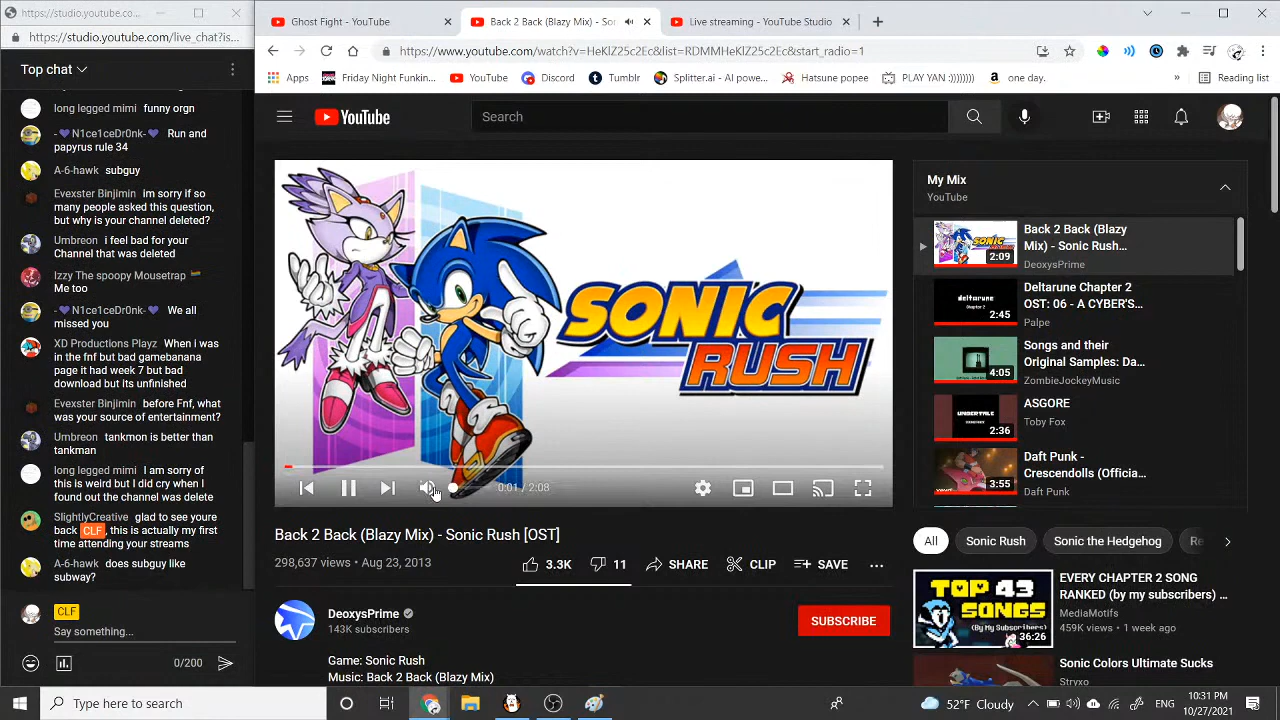 https://studio.youtube.com/live_chat?is...
Top chat
long legged mimi funny orgn
-💜N1ce1ceDr0nk-💜 Run and
papyrus rule 34
A-6-hawk subguy
Evexster Binjimin im sorry if so
many people asked this question,
but why is your channel deleted?
Umbreon i feel bad for your
Channel that was deleted
Izzy The spoopy Mousetrap
Me too
-💜N1ce1ceDr0nk-💜 We all
missed you
XD Productions Playz When I was
in the fnf but bad gamebanana
page it had week 7 but bad
download but its unfinished
Evexster Binjimin before Fnf, what
was your source of entertainment?
Umbreon tankmon is better than
tankman
long legged mimi I am sorry of
this is weird but I did cry when I
found out the channel was delete
SlightlyCreative glad to see youre
back CLF, this is actually my first
time attending your streams
A-6-hawk does subguy like
subway?
CLF
Say something...
0/200
Ghost Fight - YouTube
Back 2 Back (Blazy Mix) - So
Live streaming - YouTube Studio
https://www.youtube.com/watch?v=HeKlZ25c2Ec&list=RDMMHeKlZ25c2Ec&start_radio=1
Apps
Friday Night Funkin...
YouTube
Discord
Tumblr
Splitter.ai - AI powe...
Hatsune popee
PLAY YAN :)))))))
one day.
»
Reading list
YouTube
Search
SONIC
RUSH
0:01 / 2:08
Back 2 Back (Blazy Mix) - Sonic Rush [OST]
298,637 views • Aug 23, 2013
3.3K
11
SHARE
CLIP
SAVE
DeoxysPrime
143K subscribers
SUBSCRIBE
Game: Sonic Rush
Music: Back 2 Back (Blazy Mix)
My Mix
YouTube
2:09
Back 2 Back (Blazy
Mix) - Sonic Rush...
DeoxysPrime
deltarune
Chapter 2
2:45
Deltarune Chapter 2
OST: 06 - A CYBER'S...
Palpe
4:05
Songs and their
Original Samples: Da...
ZombieJockeyMusic
UNDERTALE
2:36
ASGORE
Toby Fox
3:55
Daft Punk -
Crescendolls (Officia...
Daft Punk
All
Sonic Rush
Sonic the Hedgehog
Re
TOP 43
SONGS
(By My Subscribers)
36:26
EVERY CHAPTER 2 SONG
RANKED (by my subscribers) ...
MediaMotifs
459K views • 1 week ago
Sonic Colors Ultimate Sucks
Stryxo
Type here to search
52°F Cloudy
10:31 PM
10/27/2021